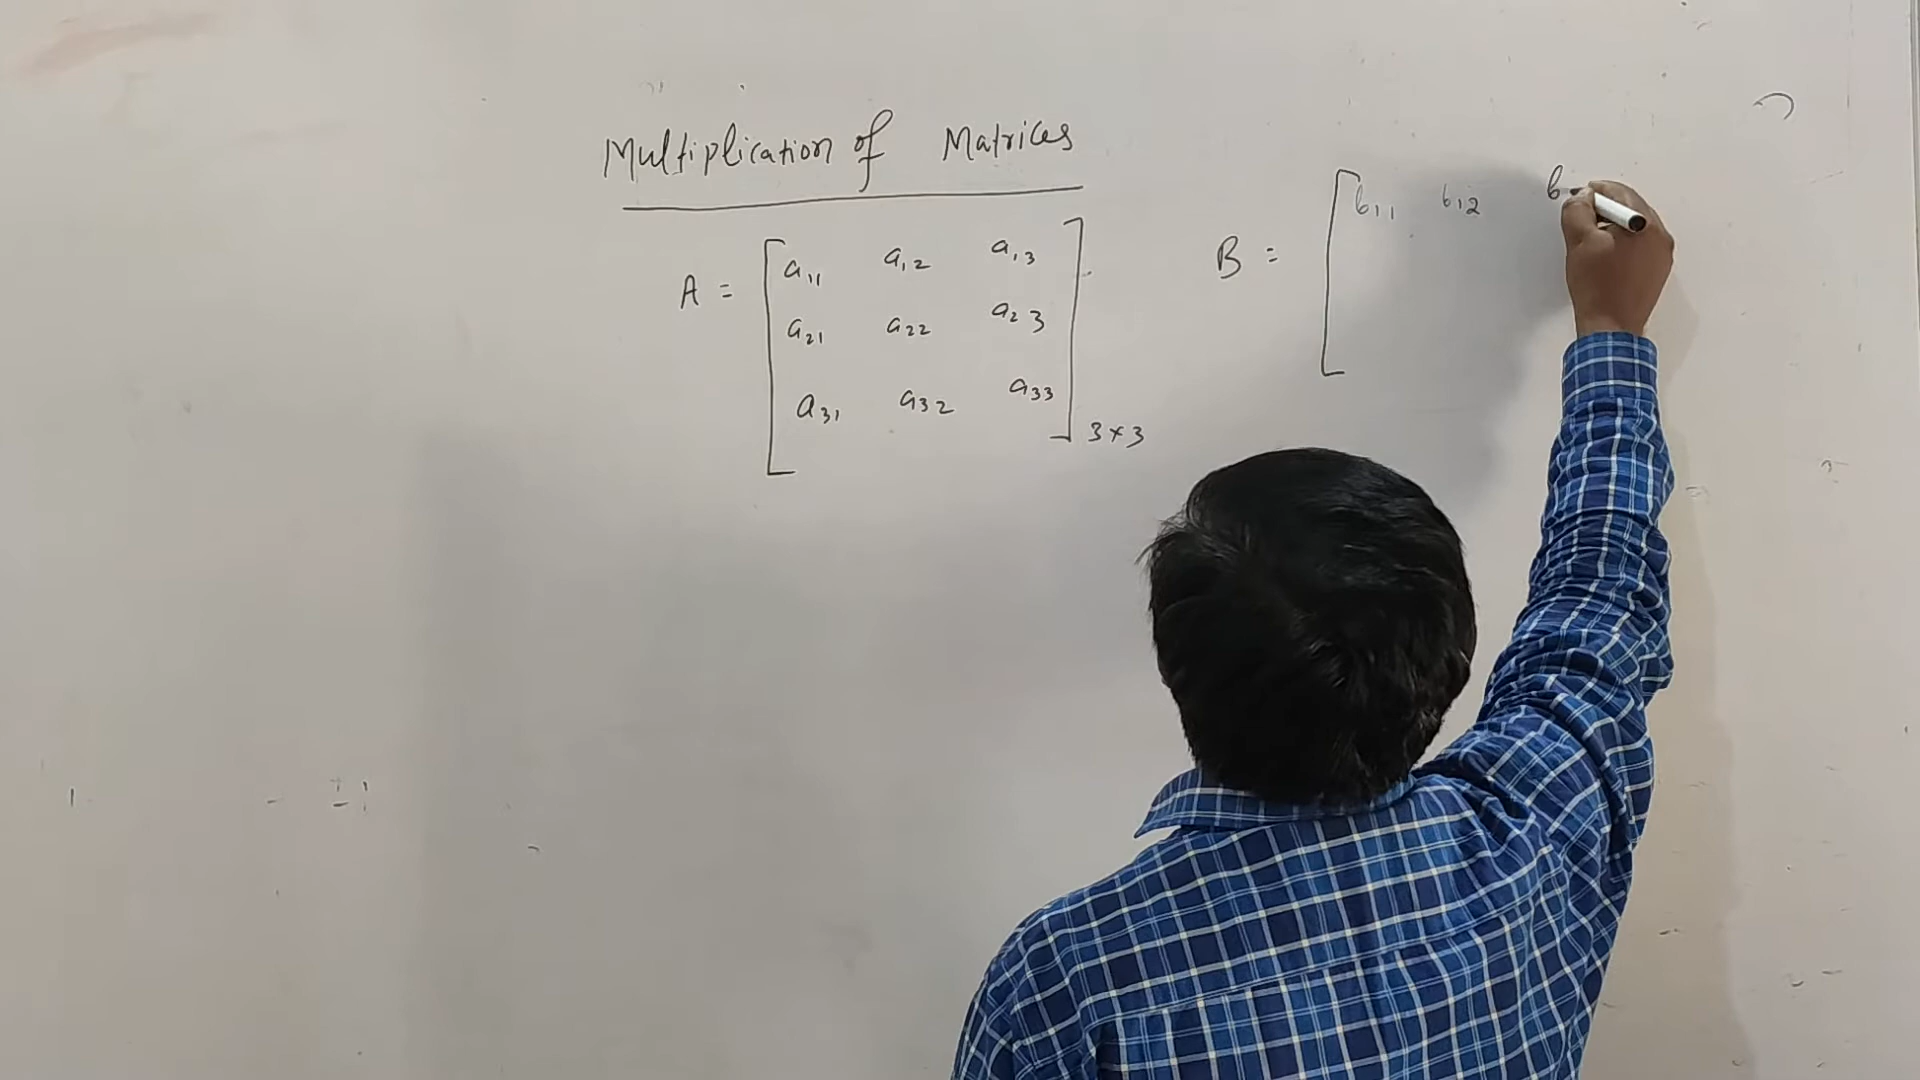 Multiplication of Matrices
A = [ a11 a12 a13
a21 a22 a23
a31 a32 a33 ] 3×3
B = [ b11 b12 b